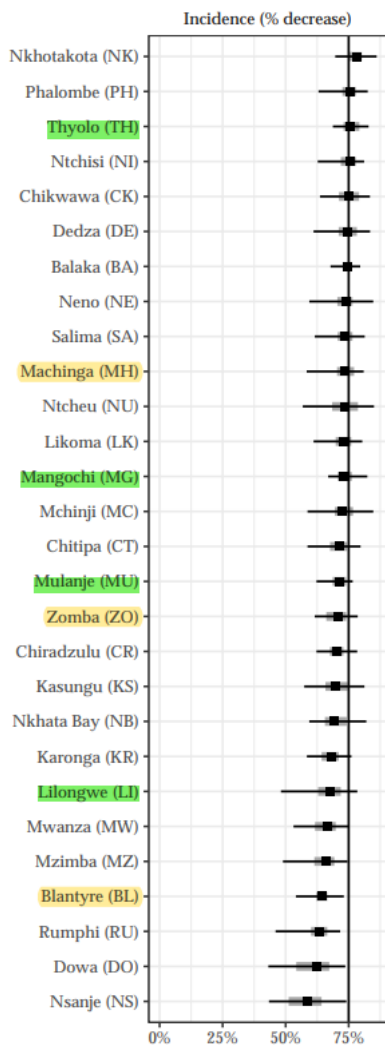 Incidence (% decrease)
Nkhotakota (NK)
Phalombe (PH)
Thyolo (TH)
Ntchisi (NI)
Chikwawa (CK)
Dedza (DE)
Balaka (BA)
Neno (NE)
Salima (SA)
Machinga (MH)
Ntcheu (NU)
Likoma (LK)
Mangochi (MG)
Mchinji (MC)
Chitipa (CT)
Mulanje (MU)
Zomba (ZO)
Chiradzulu (CR)
Kasungu (KS)
Nkhata Bay (NB)
Karonga (KR)
Lilongwe (LI)
Mwanza (MW)
Mzimba (MZ)
Blantyre (BL)
Rumphi (RU)
Dowa (DO)
Nsanje (NS)
0% 25% 50% 75%